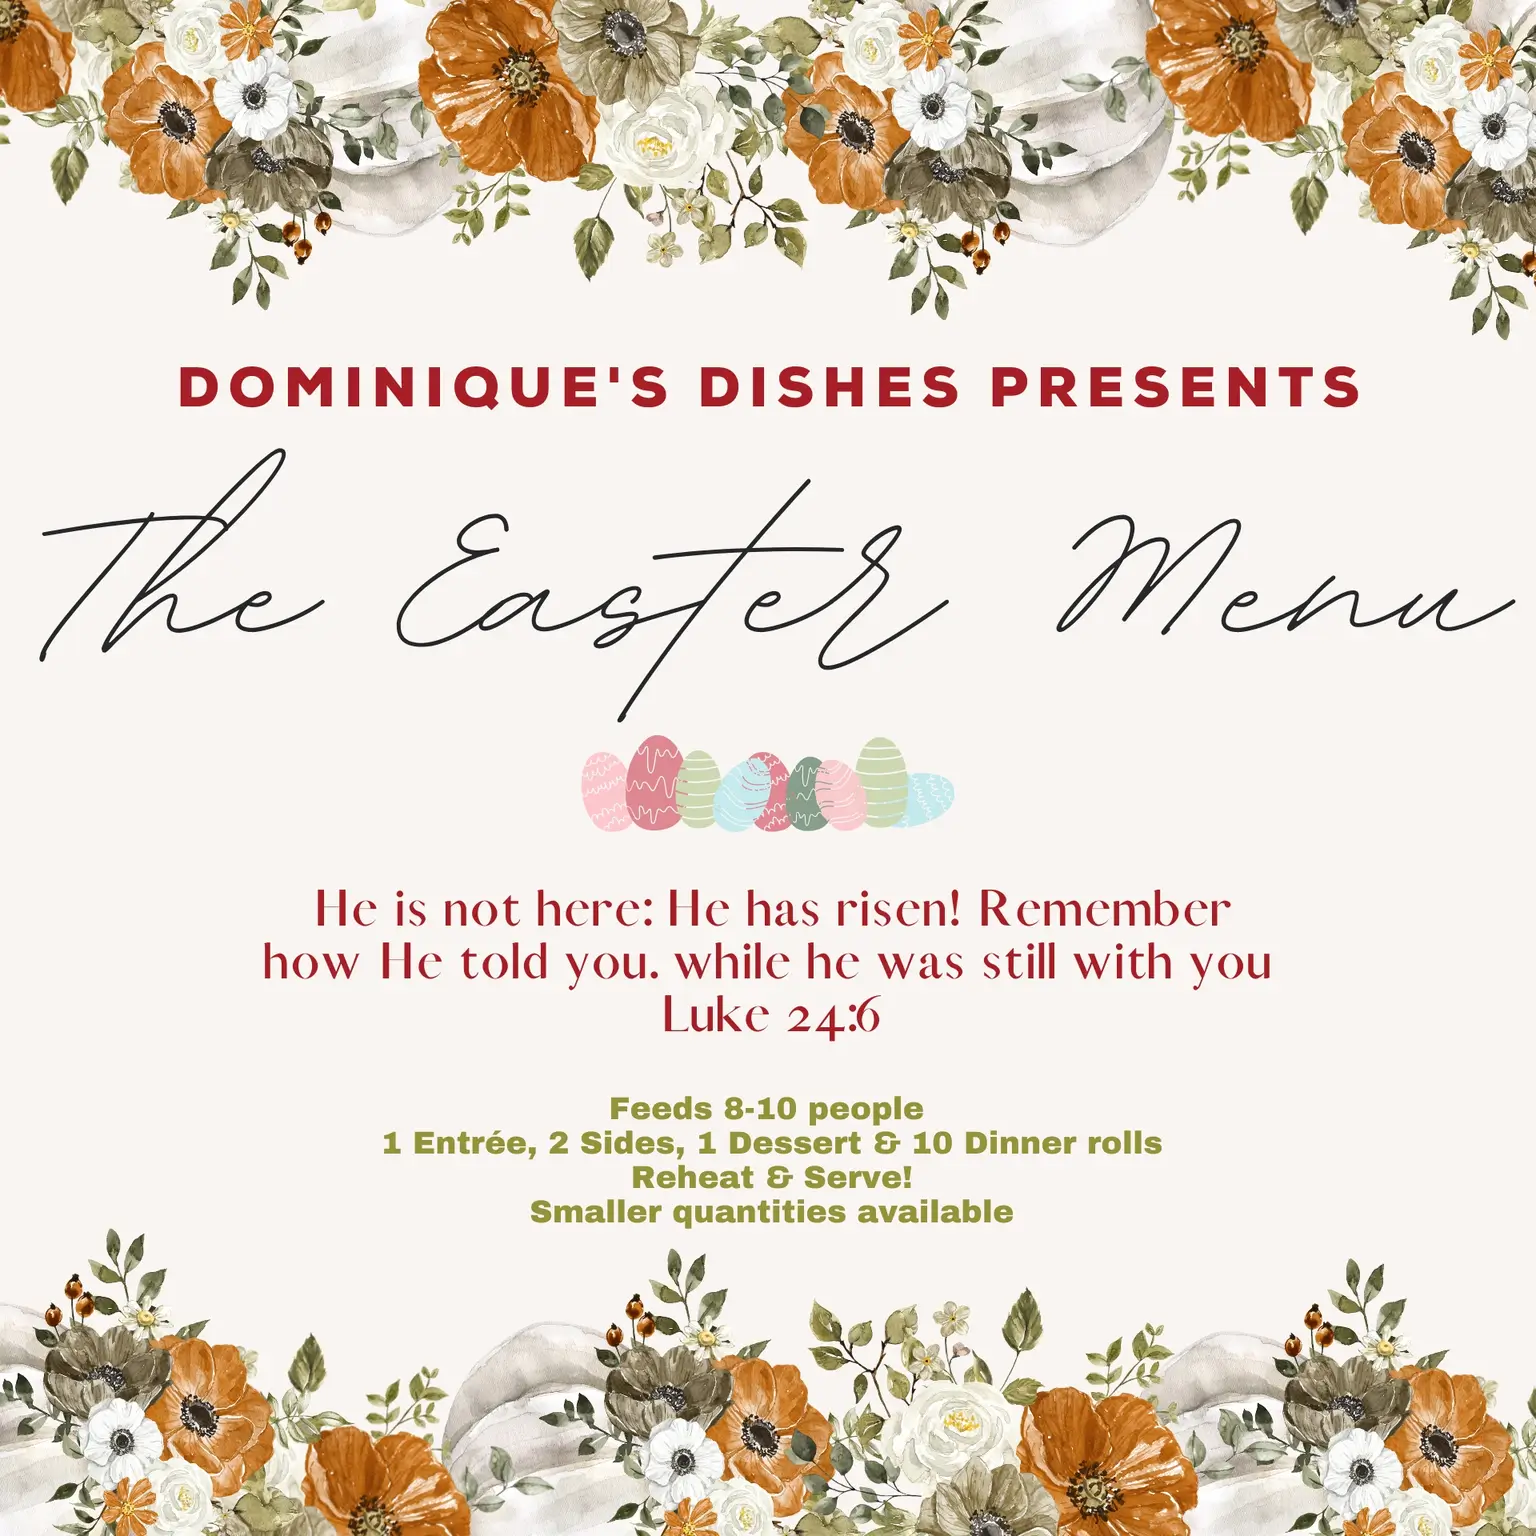 DOMINIQUE'S DISHES PRESENTS
The Easter Menu
He is not here: He has risen! Remember
how He told you. while he was still with you
Luke 24:6
Feeds 8-10 people
1 Entrée, 2 Sides, 1 Dessert & 10 Dinner rolls
Reheat & Serve!
Smaller quantities available